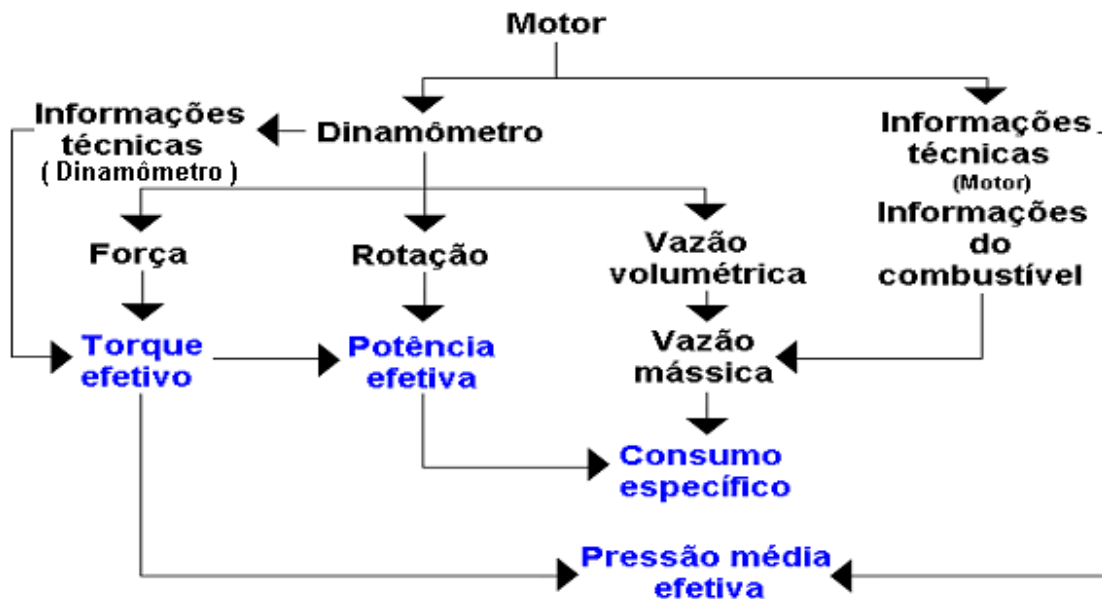 Motor
Informações
técnicas
( Dinamômetro )
Dinamômetro
Informações
técnicas
(Motor)
Informações
do
combustível
Força
Rotação
Vazão
volumétrica
Torque
efetivo
Potência
efetiva
Vazão
mássica
Consumo
específico
Pressão média
efetiva